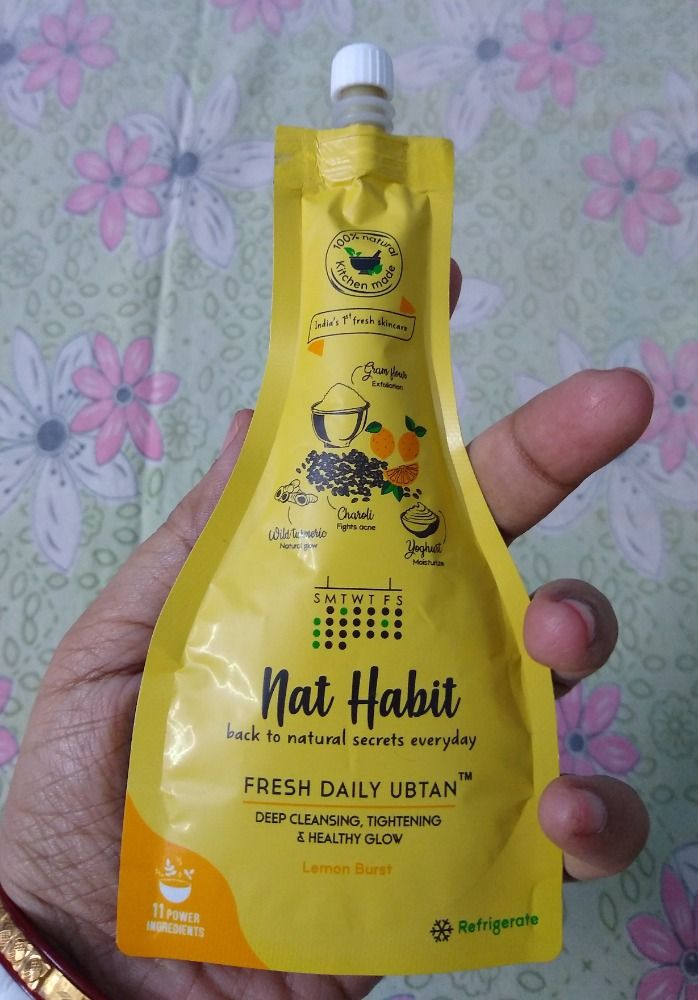 100% natural
Kitchen made
India's 1st fresh skincare
Gram flour
Exfoliation
Charoli
Fights acne
Wild turmeric
Natural glow
Yoghurt
Moisturize
S M T W T F S
Nat Habit
back to natural secrets everyday
FRESH DAILY UBTAN™
DEEP CLEANSING, TIGHTENING
& HEALTHY GLOW
Lemon Burst
11 POWER
INGREDIENTS
Refrigerate